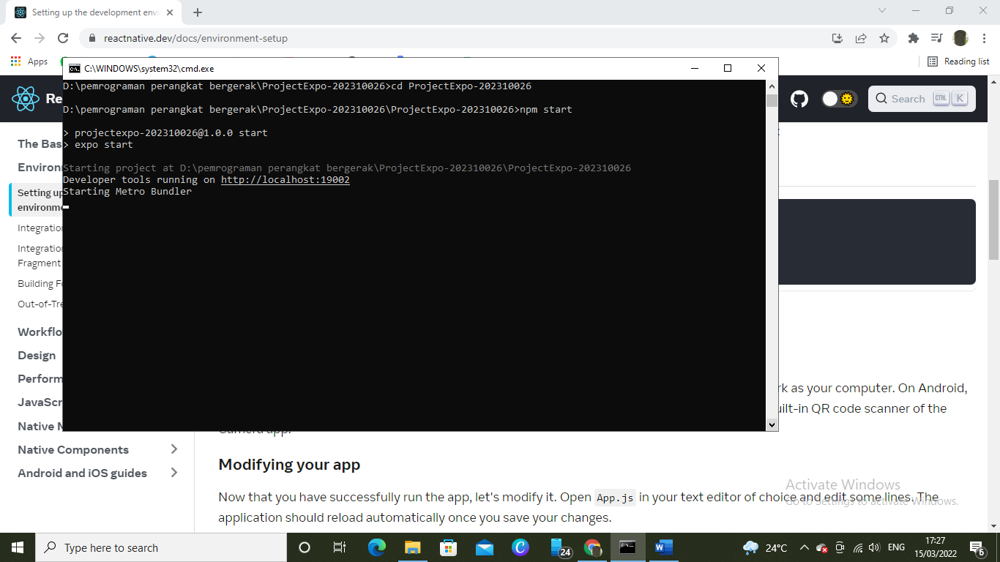 Setting up the development envi
reactnative.dev/docs/environment-setup
Apps
Reading list
C:\WINDOWS\system32\cmd.exe
D:\pemrograman perangkat bergerak\ProjectExpo-202310026>cd ProjectExpo-202310026
D:\pemrograman perangkat bergerak\ProjectExpo-202310026\ProjectExpo-202310026>npm start
> projectexpo-202310026@1.0.0 start
> expo start
Starting project at D:\pemrograman perangkat bergerak\ProjectExpo-202310026\ProjectExpo-202310026
Developer tools running on http://localhost:19002
Starting Metro Bundler
Re
Search CTRL K
The Bas
Environ
Setting up
environme
Integration
Integration
Fragment
Building Fo
Out-of-Tre
Workflo
Design
Perform
JavaScr
Native M
Native Components
Android and iOS guides
rk as your computer. On Android,
uilt-in QR code scanner of the
Camera app.
Modifying your app
Now that you have successfully run the app, let's modify it. Open App.js in your text editor of choice and edit some lines. The
application should reload automatically once you save your changes.
Activate Windows
Go to Settings to activate Windows.
Type here to search
24
24°C
ENG
17:27
15/03/2022
6